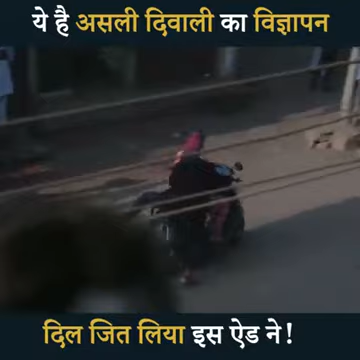 ये है असली दिवाली का विज्ञापन
दिल जित लिया इस ऐड ने!